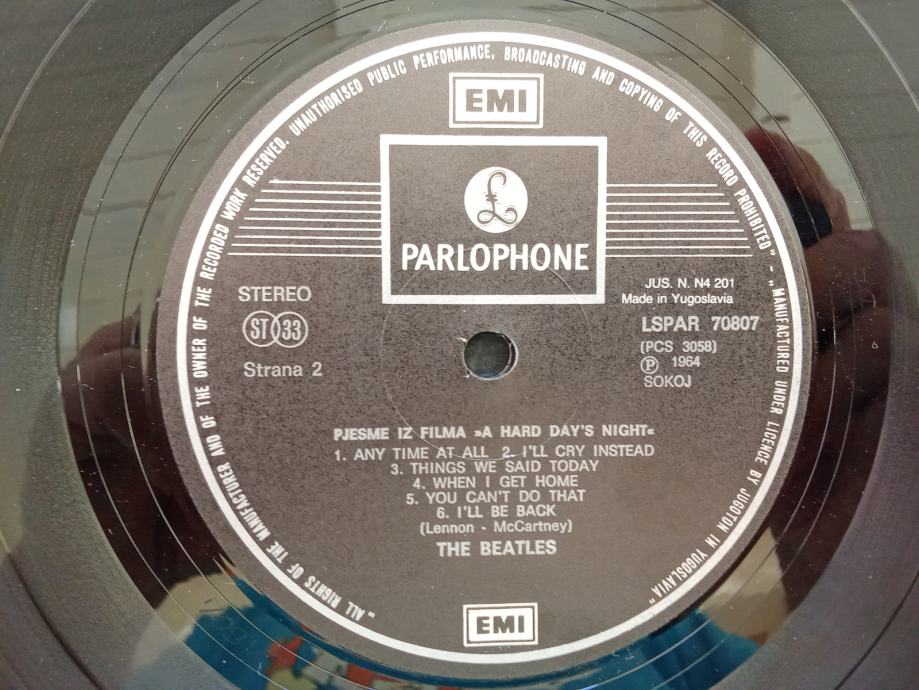 "ALL RIGHTS OF THE MANUFACTURER AND OF THE OWNER OF THE RECORDED WORK RESERVED. UNAUTHORISED PUBLIC PERFORMANCE, BROADCASTING AND COPYING OF THIS RECORD PROHIBITED" - "MANUFACTURED UNDER LICENCE BY JUGOTON IN YUGOSLAVIA"
EMI
£
PARLOPHONE
STEREO
ST 33
Strana 2
JUS. N. N4 201
Made in Yugoslavia
LSPAR 70807
(PCS 3058)
℗ 1964
SOKOJ
PJESME IZ FILMA »A HARD DAY'S NIGHT«
1. ANY TIME AT ALL 2. I'LL CRY INSTEAD
3. THINGS WE SAID TODAY
4. WHEN I GET HOME
5. YOU CAN'T DO THAT
6. I'LL BE BACK
(Lennon - McCartney)
THE BEATLES
EMI